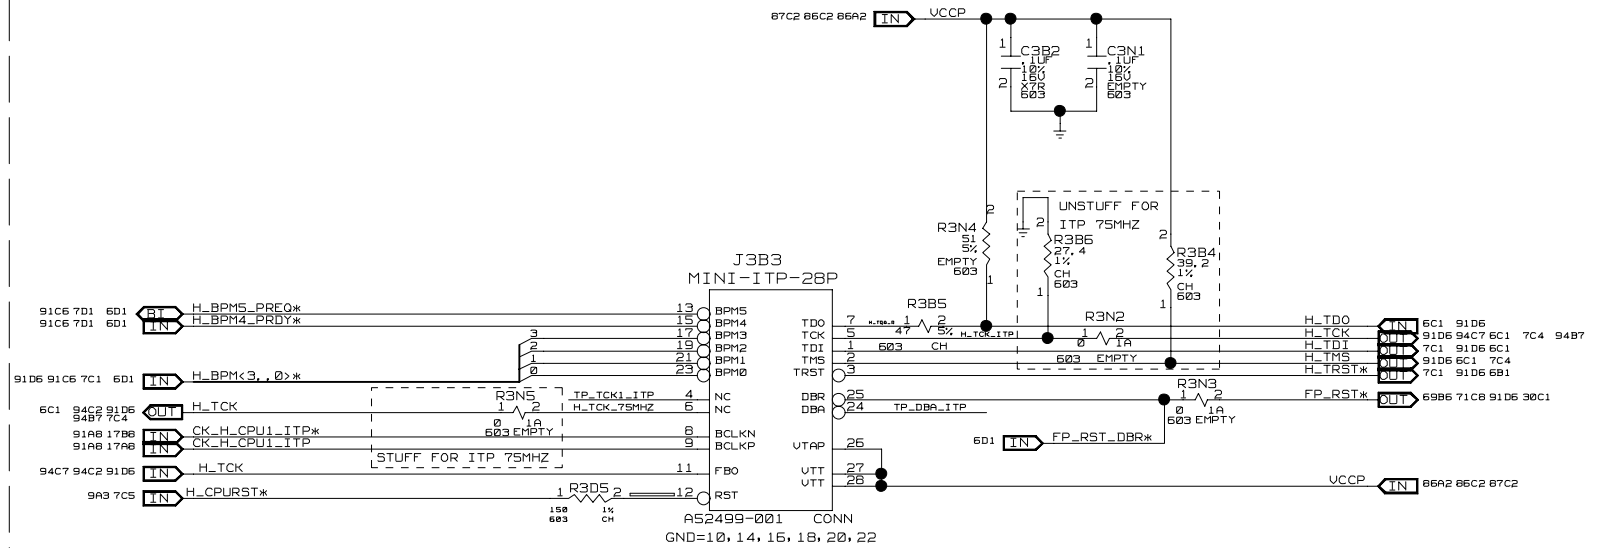 87C2 86C2 86A2 IN VCCP
1 C3B2
.1UF
10%
16V
2 X7R
603
1 C3N1
.1UF
10%
16V
2 EMPTY
603
UNSTUFF FOR
ITP 75MHZ
2
R3N4
51
5%
EMPTY
603
1
2
R3B6
27.4
1%
CH
603
1
2
R3B4
39.2
1%
CH
603
1
J3B3
MINI-ITP-28P
91C6 7D1 6D1 BI H_BPM5_PREQ* 13 BPM5
91C6 7D1 6D1 IN H_BPM4_PRDY* 15 BPM4
3 17 BPM3
2 19 BPM2
1 21 BPM1
0 23 BPM0
91D6 91C6 7C1 6D1 IN H_BPM<3..0>*
R3N5
1 2
0 1A
603 EMPTY
STUFF FOR ITP 75MHZ
TP_TCK1_ITP 4 NC
6C1 94C2 91D6
94B7 7C4
OUT H_TCK H_TCK_75MHZ 6 NC
91A8 17B8 IN CK_H_CPU1_ITP* 8 BCLKN
91A8 17A8 IN CK_H_CPU1_ITP 9 BCLKP
94C7 94C2 91D6 IN H_TCK 11 FBO
9A3 7C5 IN H_CPURST* 1 R3D5 2 12 RST
150 1%
603 CH
TDO 7 R3B5 1 2 H_TDO IN 6C1 91D6
47 5%
603 CH
TCK 5 H_TCK_ITP R3N2 1 2 H_TCK OUT 91D6 94C7 6C1 7C4 94B7
0 1A
603 EMPTY
TDI 1 H_TDI OUT 7C1 91D6 6C1
TMS 2 H_TMS OUT 91D6 6C1 7C4
TRST 3 H_TRST* OUT 7C1 91D6 6B1
DBR 25 R3N3 1 2 FP_RST* OUT 69B6 71C8 91D6 30C1
0 1A
603 EMPTY
DBA 24 TP_DBA_ITP
6D1 IN FP_RST_DBR*
VTAP 26
VTT 27
VTT 28 VCCP IN 86A2 86C2 87C2
A52499-001 CONN
GND=10,14,16,18,20,22